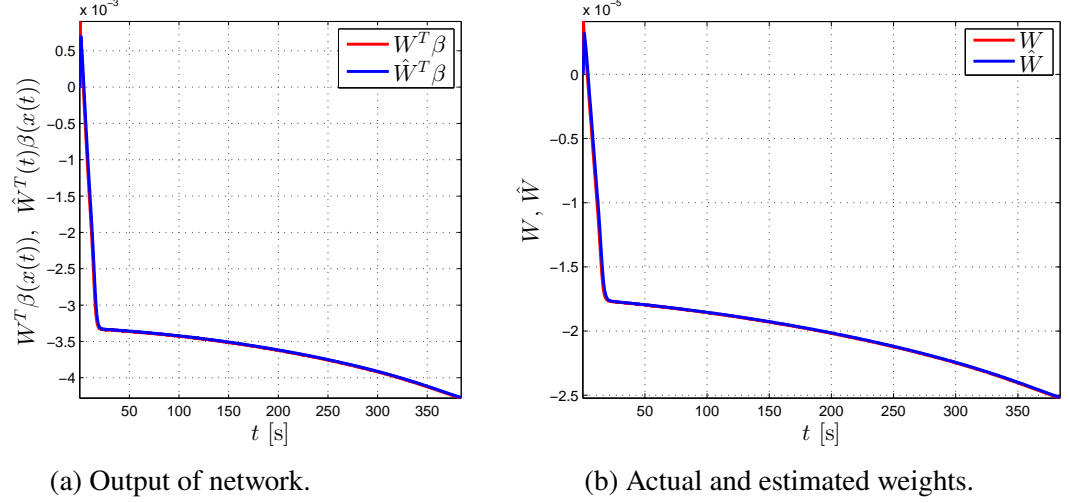 x 10⁻³
0.5
0
−0.5
−1
−1.5
−2
−2.5
−3
−3.5
−4
50 100 150 200 250 300 350
t [s]
W^T β(x(t)), Ŵ^T(t)β(x(t))
W^T β
Ŵ^T β
(a) Output of network.
x 10⁻⁵
0
−0.5
−1
−1.5
−2
−2.5
50 100 150 200 250 300 350
t [s]
W, Ŵ
W
Ŵ
(b) Actual and estimated weights.